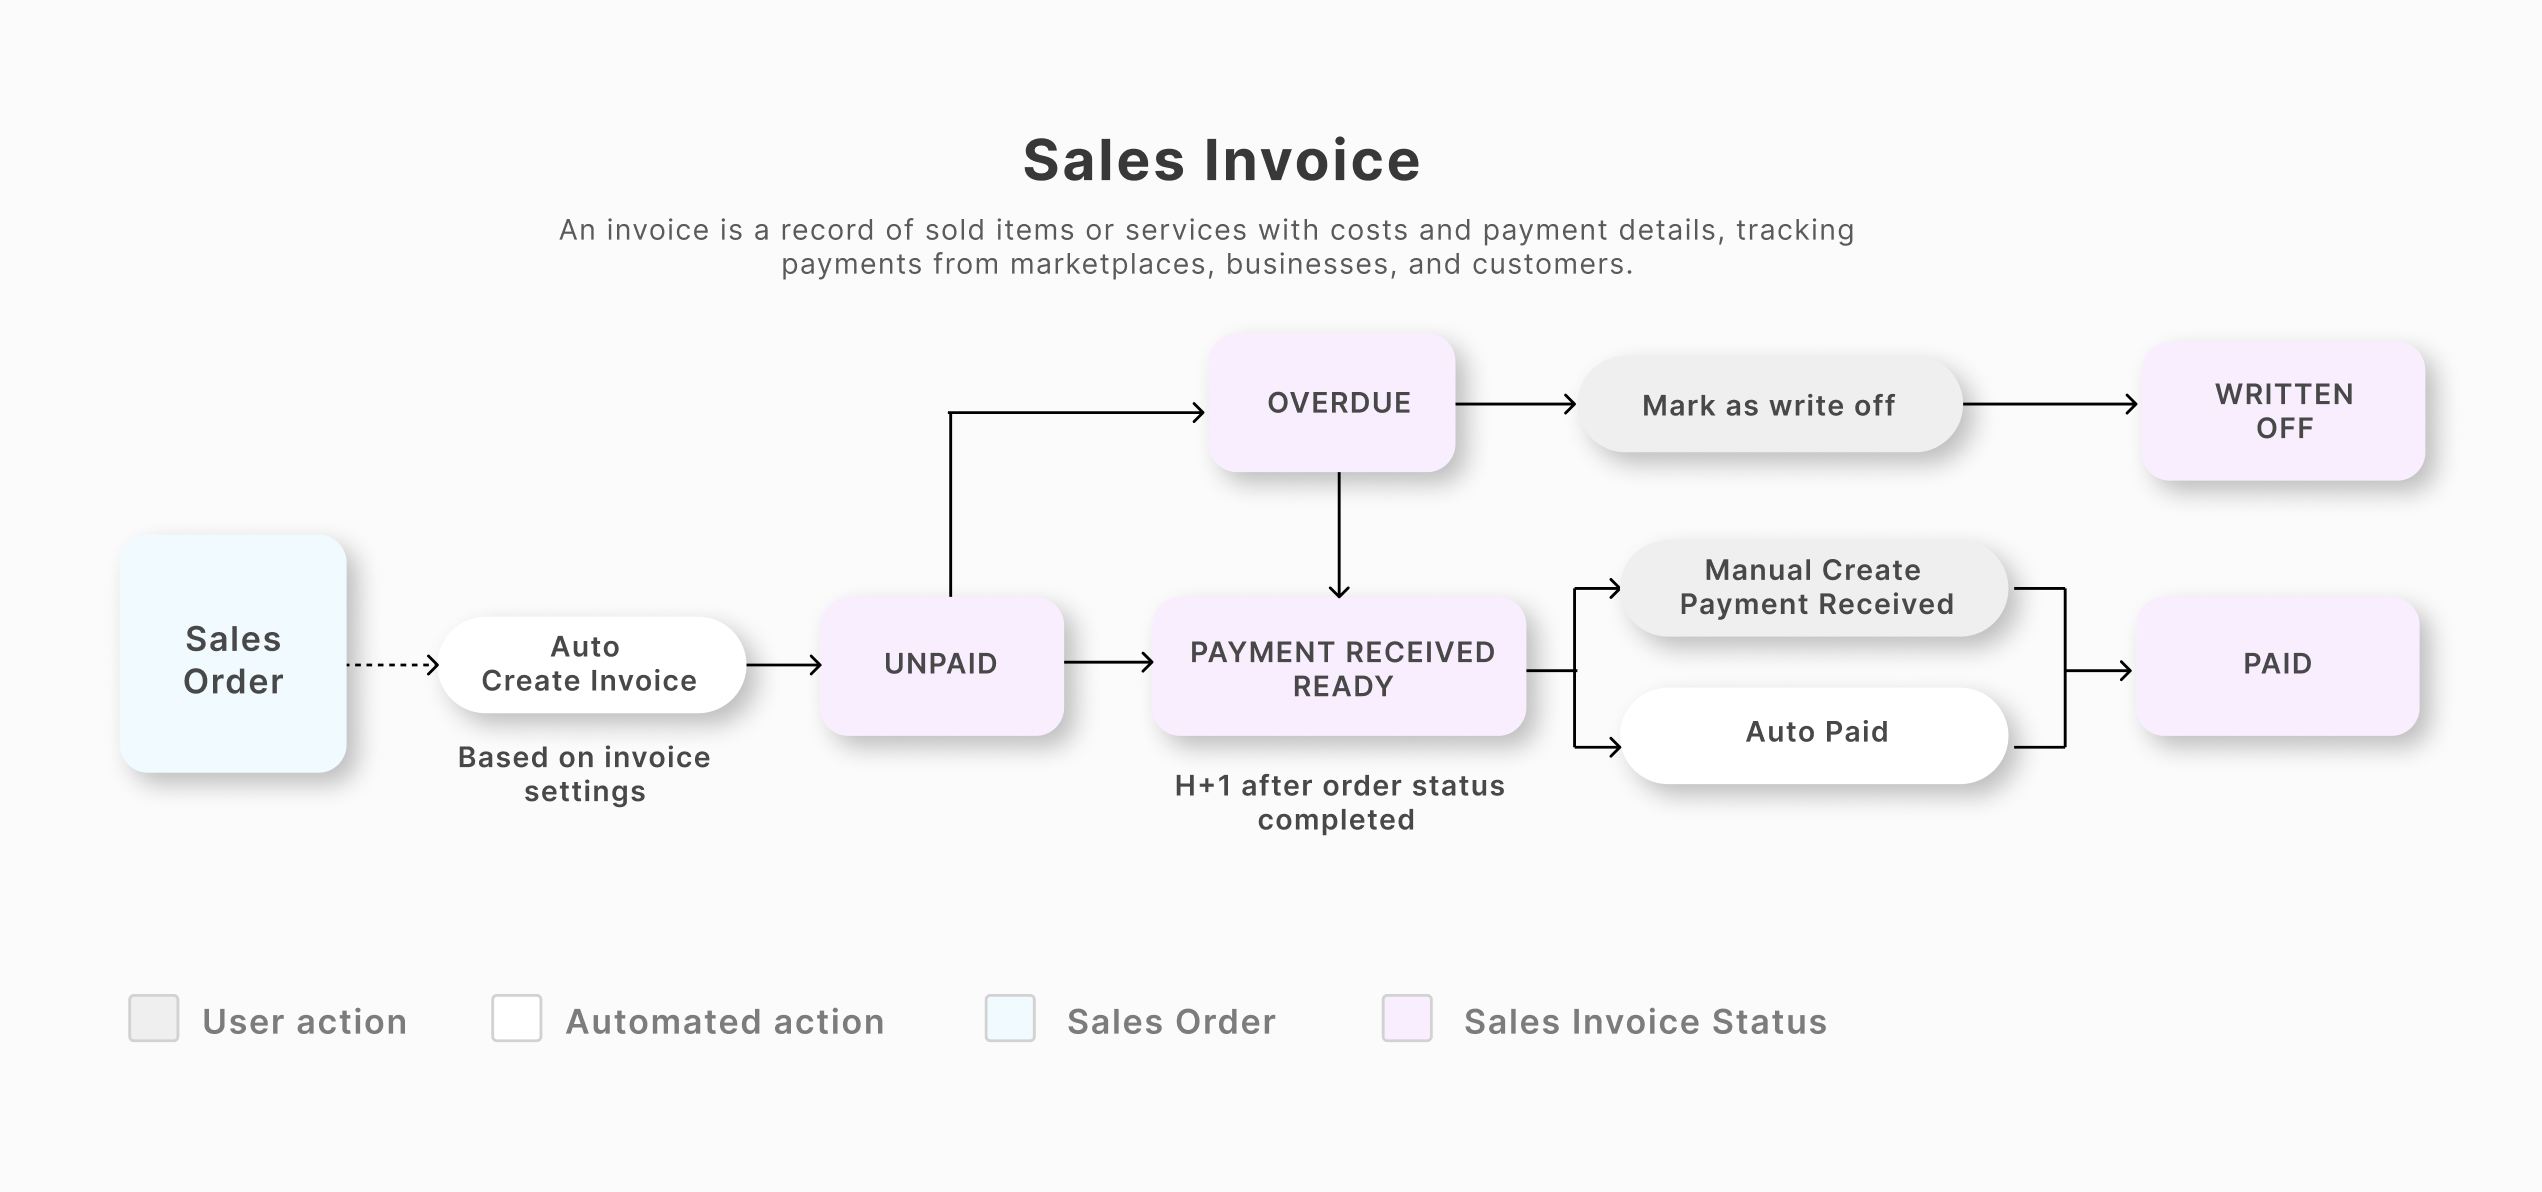 Sales Invoice
An invoice is a record of sold items or services with costs and payment details, tracking
payments from marketplaces, businesses, and customers.
OVERDUE
Mark as write off
WRITTEN
OFF
Sales
Order
Auto
Create Invoice
Based on invoice
settings
UNPAID
PAYMENT RECEIVED
READY
H+1 after order status
completed
Manual Create
Payment Received
Auto Paid
PAID
User action
Automated action
Sales Order
Sales Invoice Status